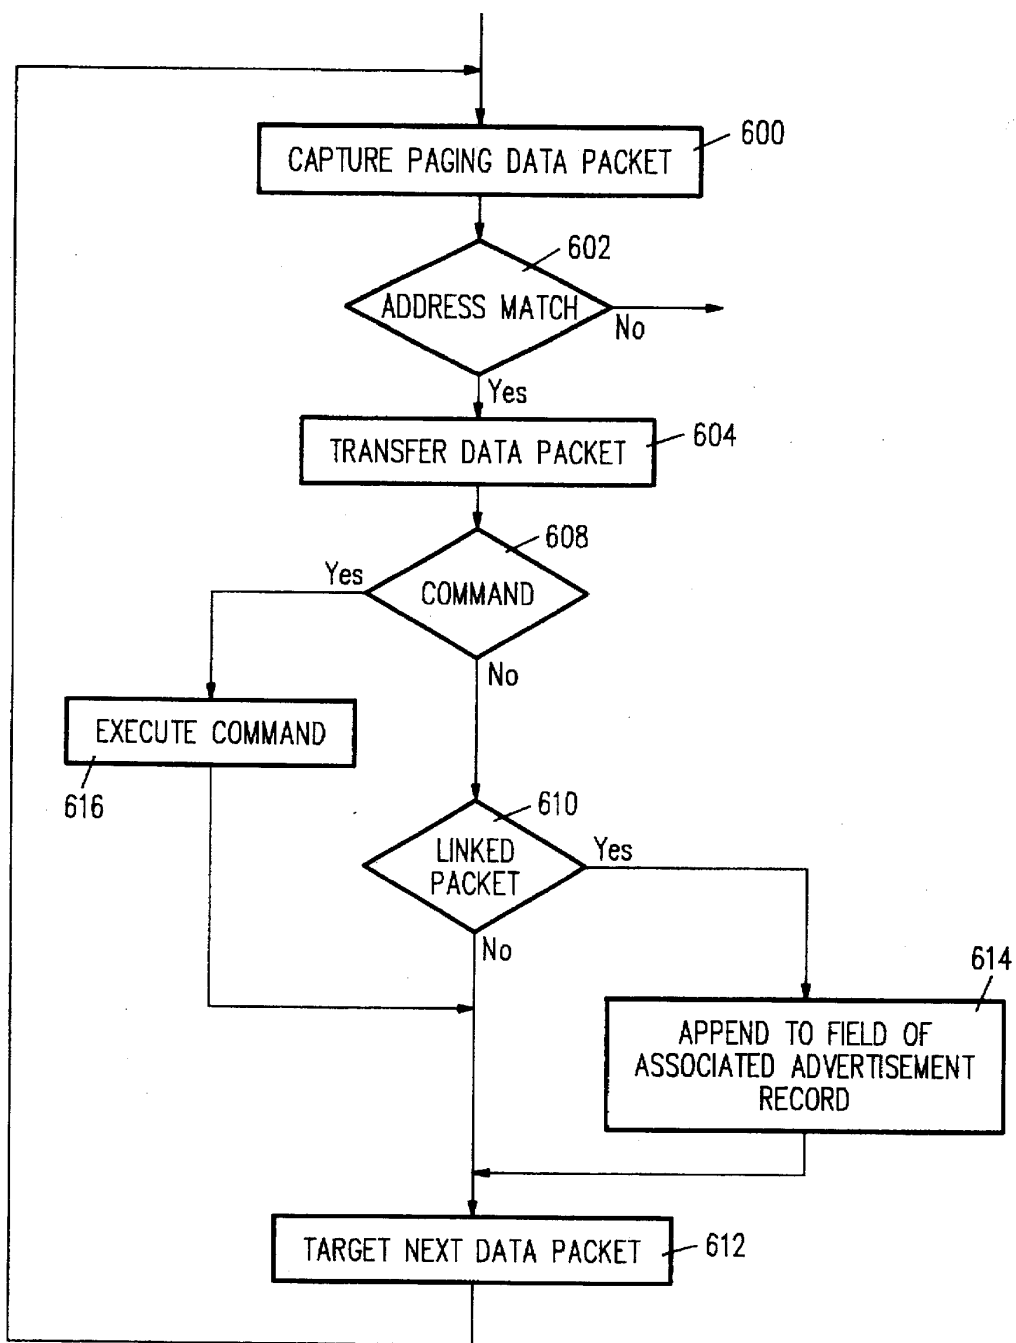 600
CAPTURE PAGING DATA PACKET
602
ADDRESS MATCH
No
Yes
604
TRANSFER DATA PACKET
608
Yes
COMMAND
No
EXECUTE COMMAND
616
610
LINKED
PACKET
Yes
No
614
APPEND TO FIELD OF
ASSOCIATED ADVERTISEMENT
RECORD
TARGET NEXT DATA PACKET
612